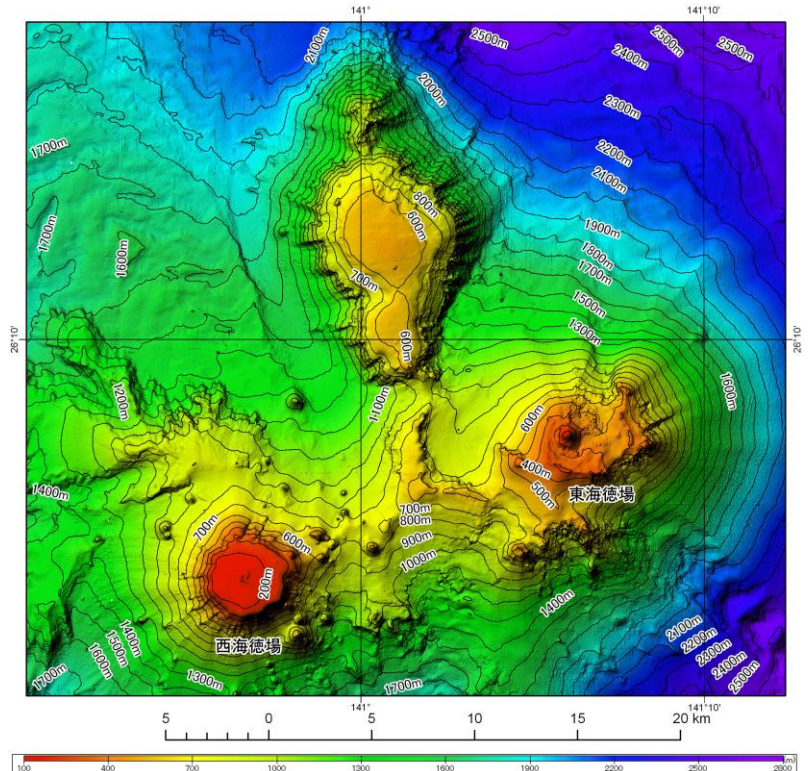 141° 141°10′
2100m 2500m 2500m 2500m
2400m
2000m
2300m
1700m
2200m
2100m
800m
1900m
600m
1800m
1700m
1700m
1600m
700m
1500m
1300m
26°10′ 600m 26°10′
1600m
1200m
1100m
600m
400m
1400m
500m
東海徳場
700m
700m
800m
600m
900m
1000m
200m
1400m
2100m
西海徳場
1400m
2200m
1500m
2300m
1600m
2400m
1700m
1300m
1700m
2500m
141° 141°10′
5 0 5 10 15 20 km
100 400 700 1000 1300 1600 1900 2200 2500 2800 (m)